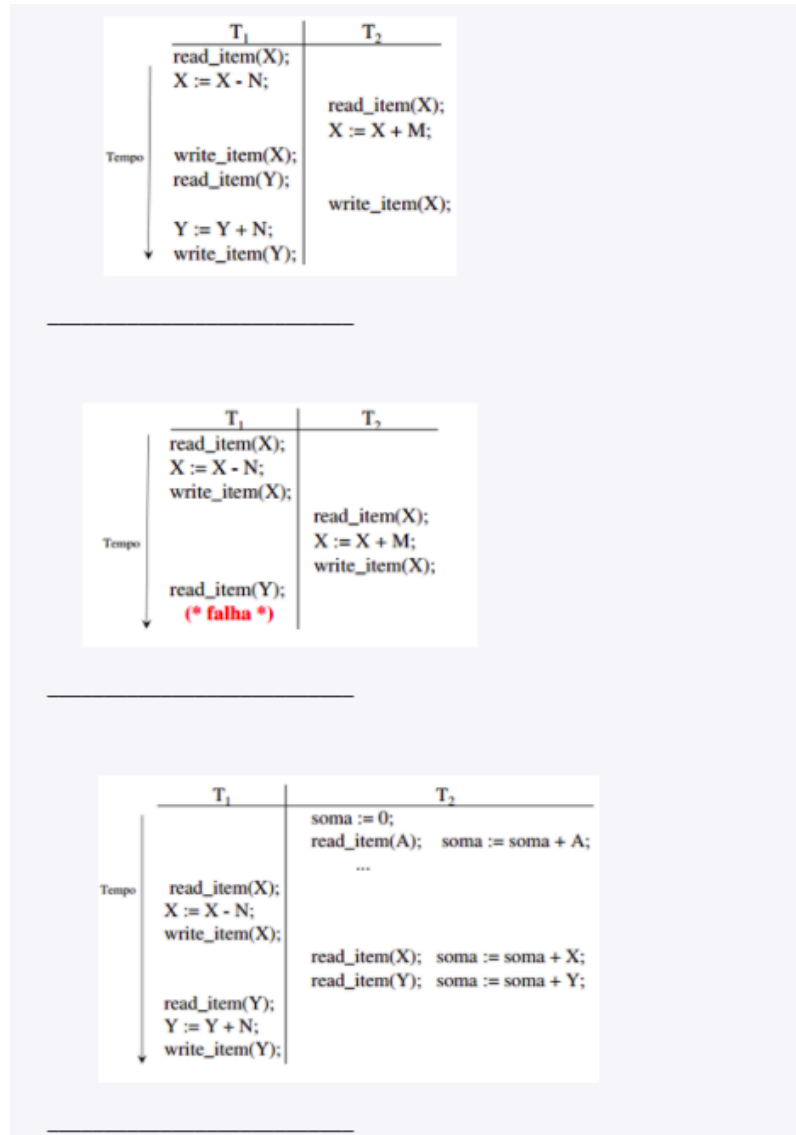 T1 T2
read_item(X);
X := X - N;
read_item(X);
X := X + M;
Tempo write_item(X);
read_item(Y);
write_item(X);
Y := Y + N;
write_item(Y);
T1 T2
read_item(X);
X := X - N;
write_item(X);
read_item(X);
Tempo X := X + M;
write_item(X);
read_item(Y);
(* falha *)
T1 T2
soma := 0;
read_item(A); soma := soma + A;
...
Tempo read_item(X);
X := X - N;
write_item(X);
read_item(X); soma := soma + X;
read_item(Y); soma := soma + Y;
read_item(Y);
Y := Y + N;
write_item(Y);